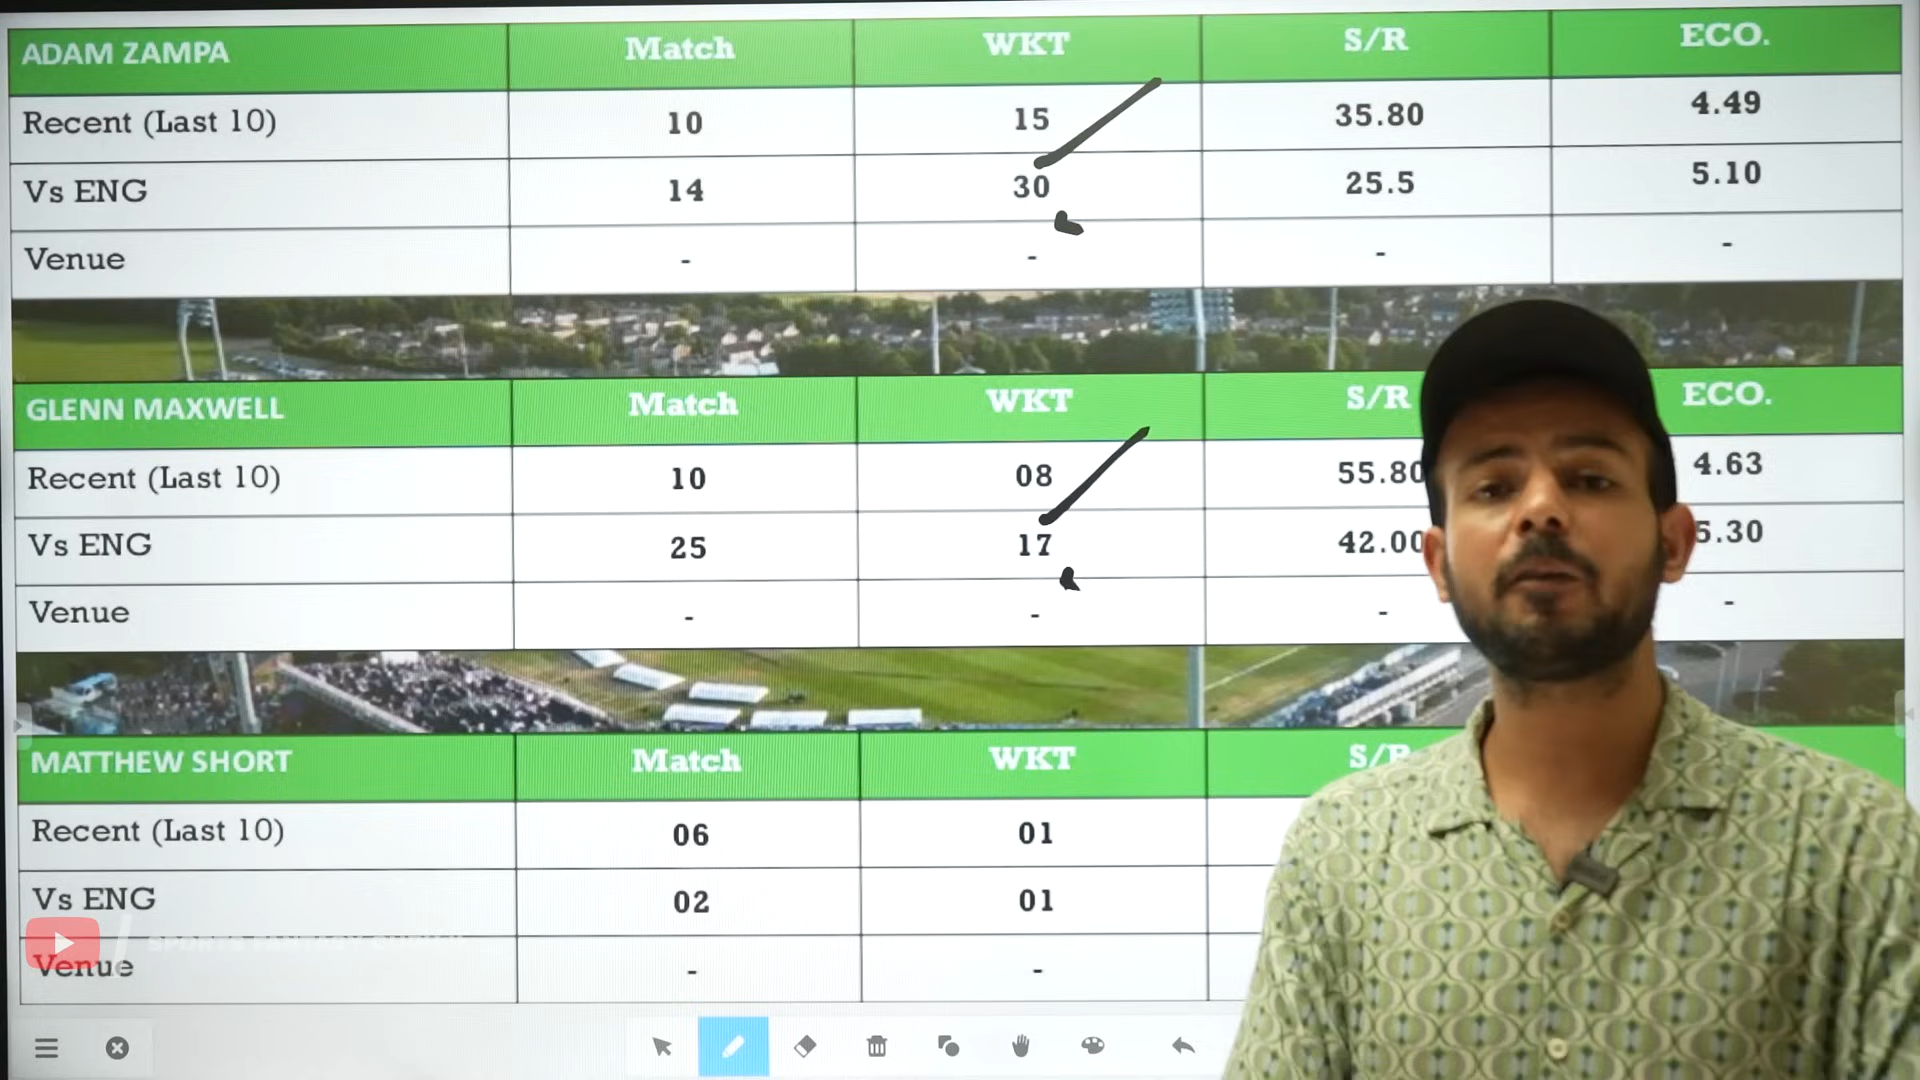 ADAM ZAMPA Match WKT S/R ECO.
Recent (Last 10) 10 15 35.80 4.49
Vs ENG 14 30 25.5 5.10
Venue - - - -
GLENN MAXWELL Match WKT S/R ECO.
Recent (Last 10) 10 08 55.80 4.63
Vs ENG 25 17 42.00 5.30
Venue - - - -
MATTHEW SHORT Match WKT S/R
Recent (Last 10) 06 01
Vs ENG 02 01
SPORTS FANTASY
Venue - -